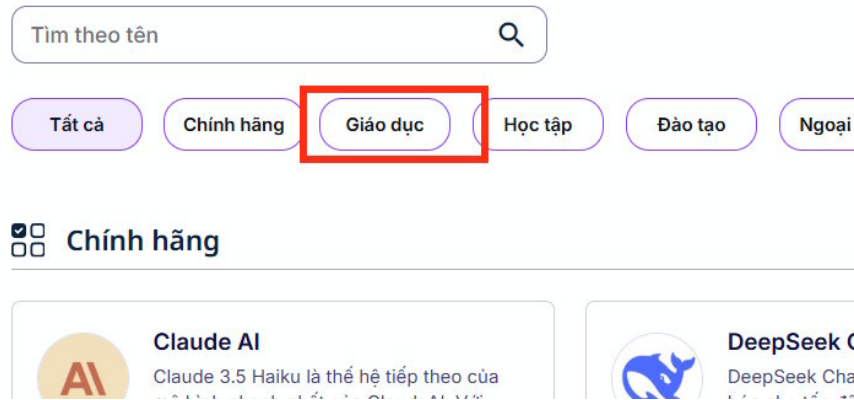 Tìm theo tên
Tất cả Chính hãng Giáo dục Học tập Đào tạo Ngoại
Chính hãng
Claude AI
DeepSeek
Claude 3.5 Haiku là thế hệ tiếp theo của
DeepSeek Cha